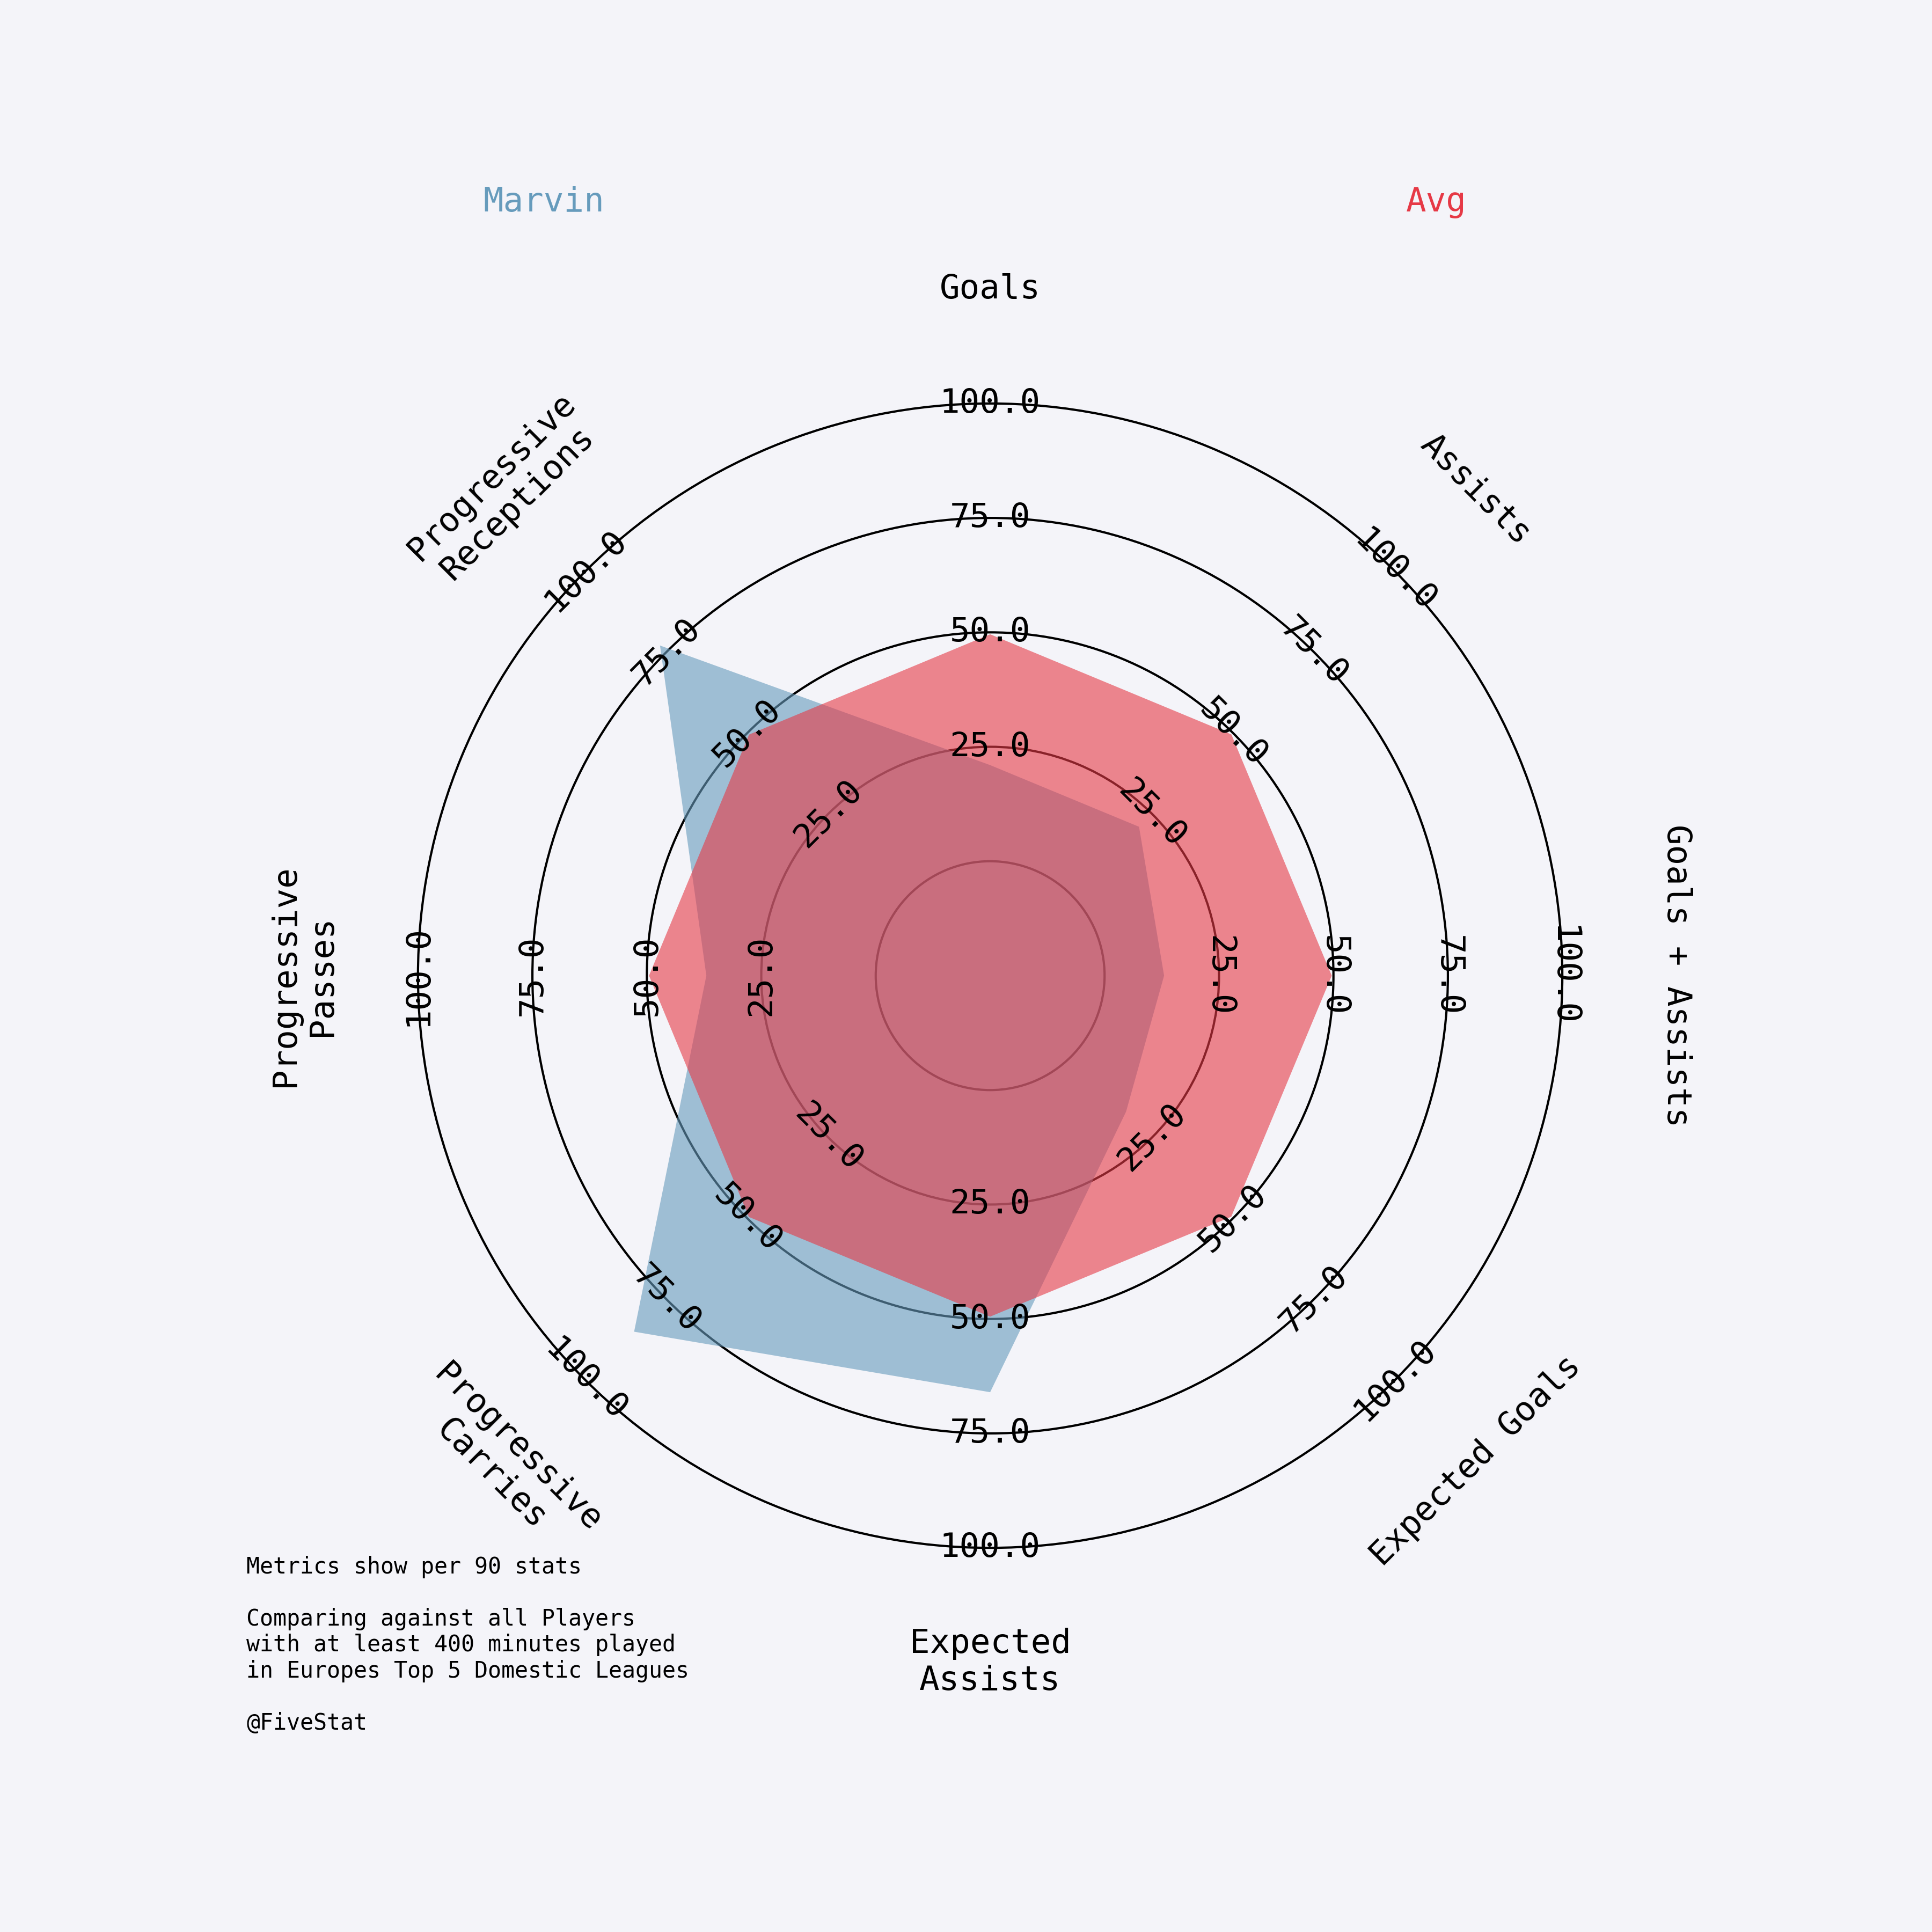 Marvin
Avg
Goals
Assists
Goals + Assists
Expected Goals
Expected
Assists
Progressive
Carries
Progressive
Passes
Progressive
Receptions
25.0
50.0
75.0
100.0
25.0
50.0
75.0
100.0
25.0
50.0
75.0
100.0
25.0
50.0
75.0
100.0
25.0
50.0
75.0
100.0
25.0
50.0
75.0
100.0
25.0
50.0
75.0
100.0
25.0
50.0
75.0
100.0
Metrics show per 90 stats
Comparing against all Players
with at least 400 minutes played
in Europes Top 5 Domestic Leagues
@FiveStat